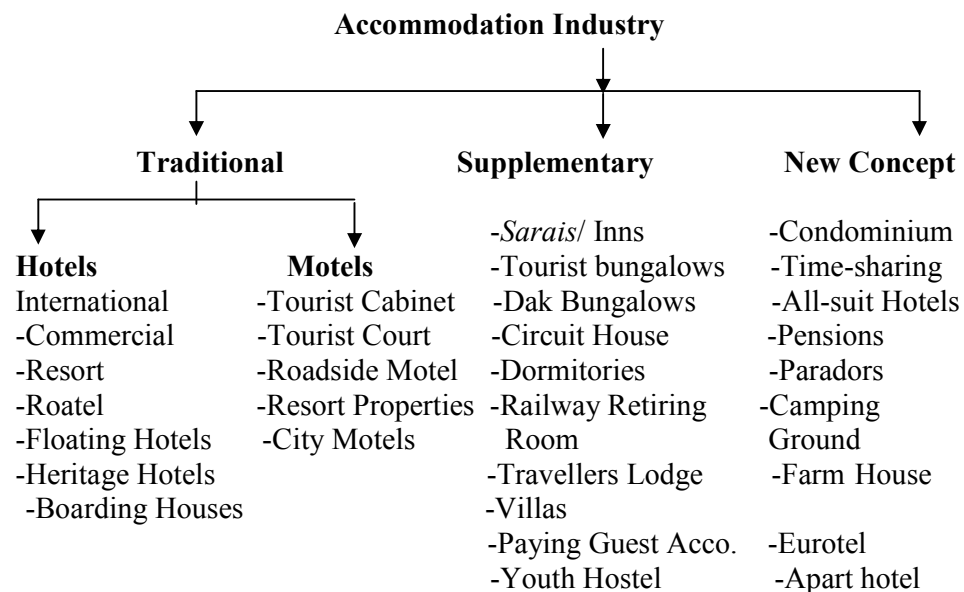 Accommodation Industry
Traditional
Hotels
International
-Commercial
-Resort
-Roatel
-Floating Hotels
-Heritage Hotels
-Boarding Houses
Motels
-Tourist Cabinet
-Tourist Court
-Roadside Motel
-Resort Properties
-City Motels
Supplementary
-Sarais/ Inns
-Tourist bungalows
-Dak Bungalows
-Circuit House
-Dormitories
-Railway Retiring
Room
-Travellers Lodge
-Villas
-Paying Guest Acco.
-Youth Hostel
New Concept
-Condominium
-Time-sharing
-All-suit Hotels
-Pensions
-Paradors
-Camping
Ground
-Farm House
-Eurotel
-Apart hotel